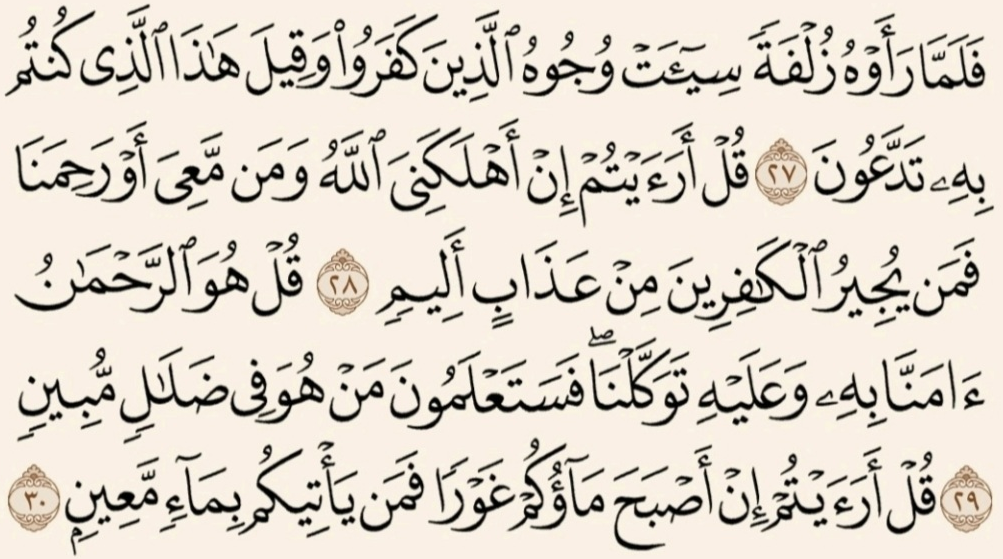 فَلَمَّا رَأَوۡهُ زُلۡفَةٗ سِيٓـَٔتۡ وُجُوهُ ٱلَّذِينَ كَفَرُواْ وَقِيلَ هَٰذَا ٱلَّذِي كُنتُم
بِهِۦ تَدَّعُونَ ٢٧ قُلۡ أَرَءَيۡتُمۡ إِنۡ أَهۡلَكَنِيَ ٱللَّهُ وَمَن مَّعِيَ أَوۡ رَحِمَنَا
فَمَن يُجِيرُ ٱلۡكَٰفِرِينَ مِنۡ عَذَابٍ أَلِيمٖ ٢٨ قُلۡ هُوَ ٱلرَّحۡمَٰنُ
ءَامَنَّا بِهِۦ وَعَلَيۡهِ تَوَكَّلۡنَاۖ فَسَتَعۡلَمُونَ مَنۡ هُوَ فِي ضَلَٰلٖ مُّبِينٖ
٢٩ قُلۡ أَرَءَيۡتُمۡ إِنۡ أَصۡبَحَ مَآؤُكُمۡ غَوۡرٗا فَمَن يَأۡتِيكُم بِمَآءٖ مَّعِينِۭ ٣٠